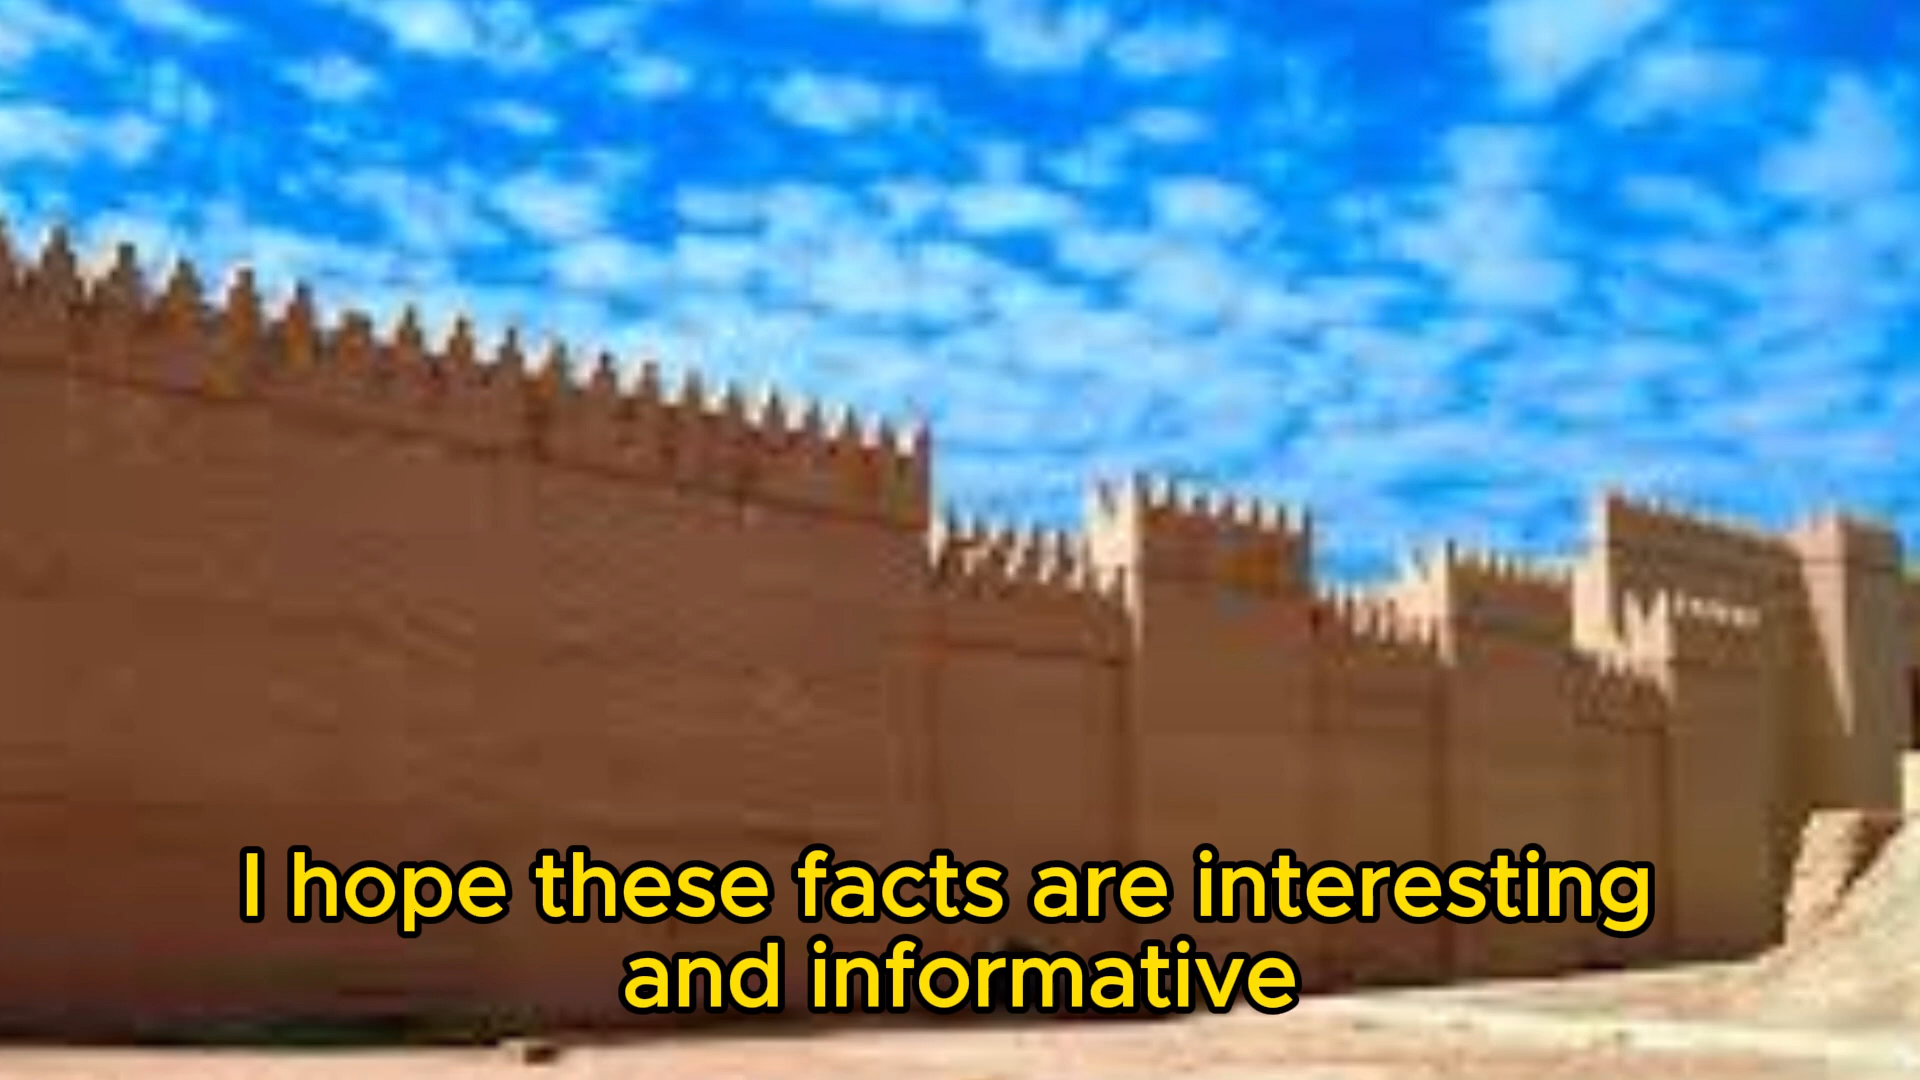 I hope these facts are interesting
and informative